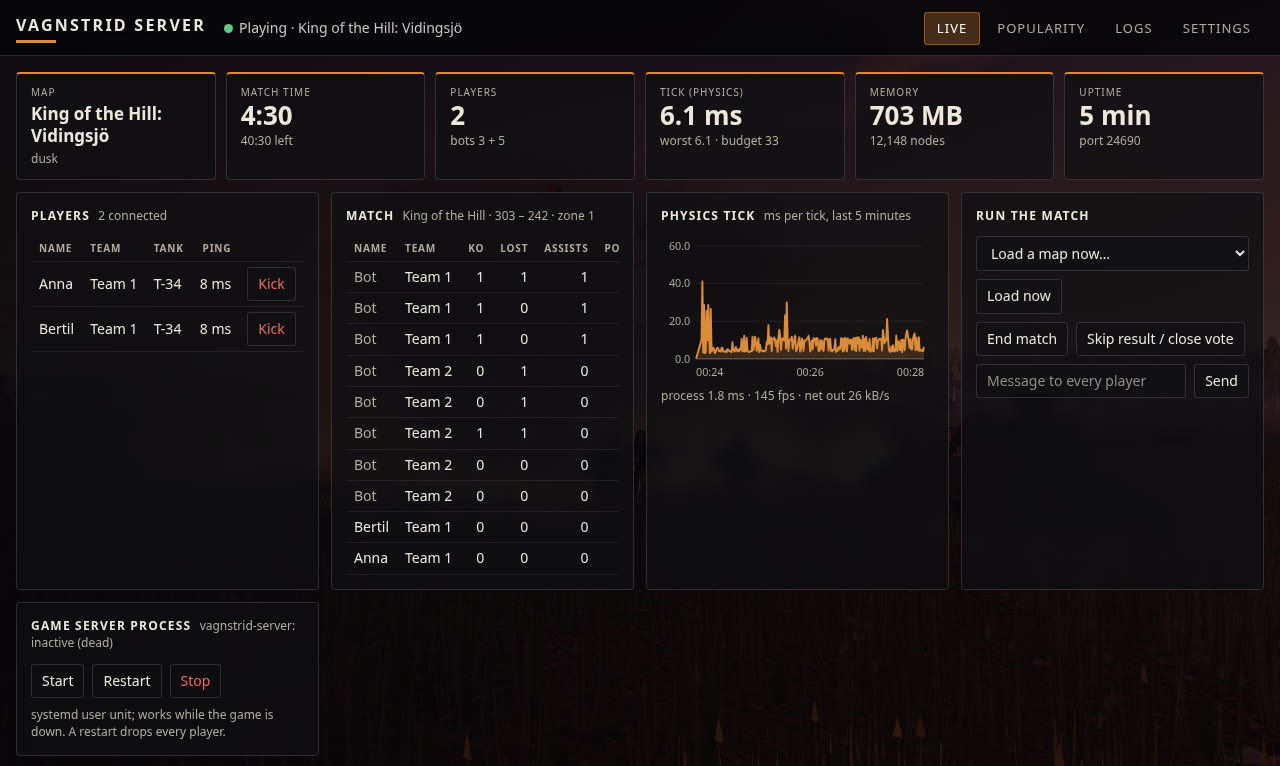 VAGNSTRID SERVER
Playing · King of the Hill: Vidingsjö
LIVE
POPULARITY
LOGS
SETTINGS
MAP
King of the Hill:
Vidingsjö
dusk
MATCH TIME
4:30
40:30 left
PLAYERS
2
bots 3 + 5
TICK (PHYSICS)
6.1 ms
worst 6.1 · budget 33
MEMORY
703 MB
12,148 nodes
UPTIME
5 min
port 24690
PLAYERS 2 connected
NAME TEAM TANK PING
Anna Team 1 T-34 8 ms Kick
Bertil Team 1 T-34 8 ms Kick
MATCH King of the Hill · 303 – 242 · zone 1
NAME TEAM KO LOST ASSISTS PO
Bot Team 1 1 1 1
Bot Team 1 1 0 1
Bot Team 1 1 0 1
Bot Team 2 0 1 0
Bot Team 2 0 1 0
Bot Team 2 1 1 0
Bot Team 2 0 0 0
Bot Team 2 0 0 0
Bertil Team 1 0 0 0
Anna Team 1 0 0 0
PHYSICS TICK ms per tick, last 5 minutes
60.0
40.0
20.0
0.0
00:24 00:26 00:28
process 1.8 ms · 145 fps · net out 26 kB/s
RUN THE MATCH
Load a map now...
Load now
End match
Skip result / close vote
Message to every player
Send
GAME SERVER PROCESS vagnstrid-server:
inactive (dead)
Start
Restart
Stop
systemd user unit; works while the game is
down. A restart drops every player.